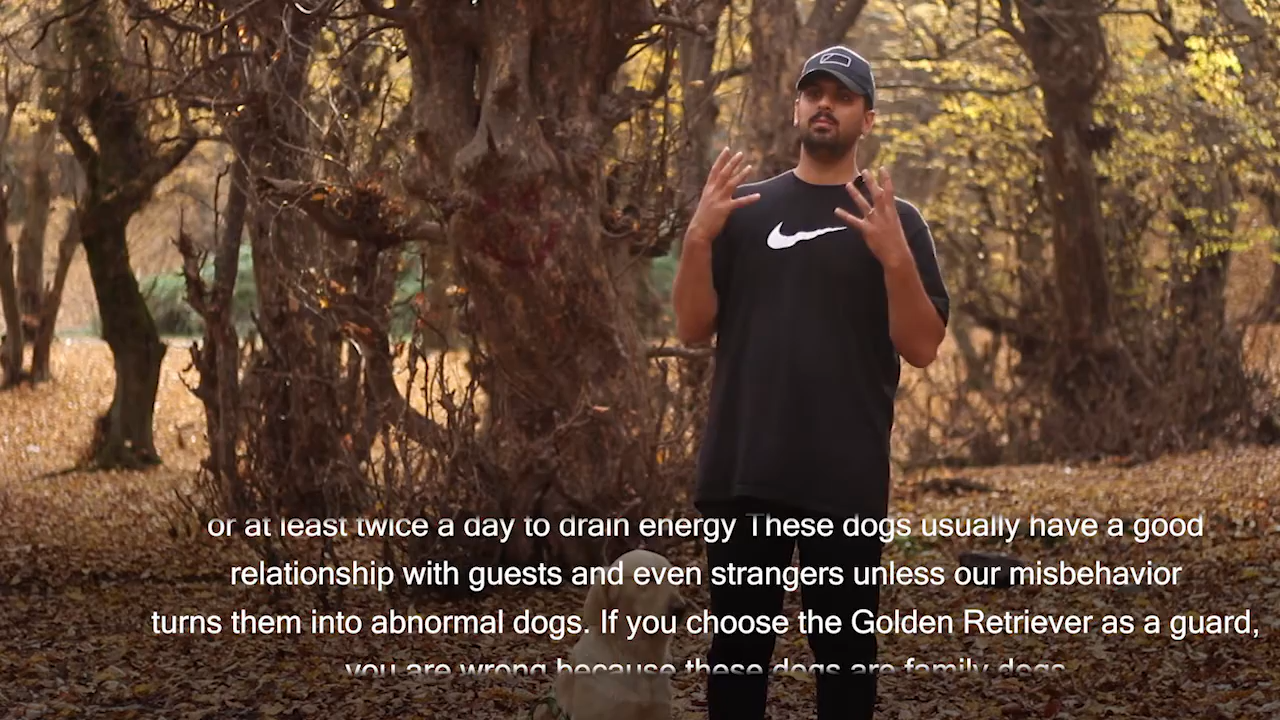 or at least twice a day to drain energy These dogs usually have a good
relationship with guests and even strangers unless our misbehavior
turns them into abnormal dogs. If you choose the Golden Retriever as a guard,
you are wrong because these dogs are family dogs